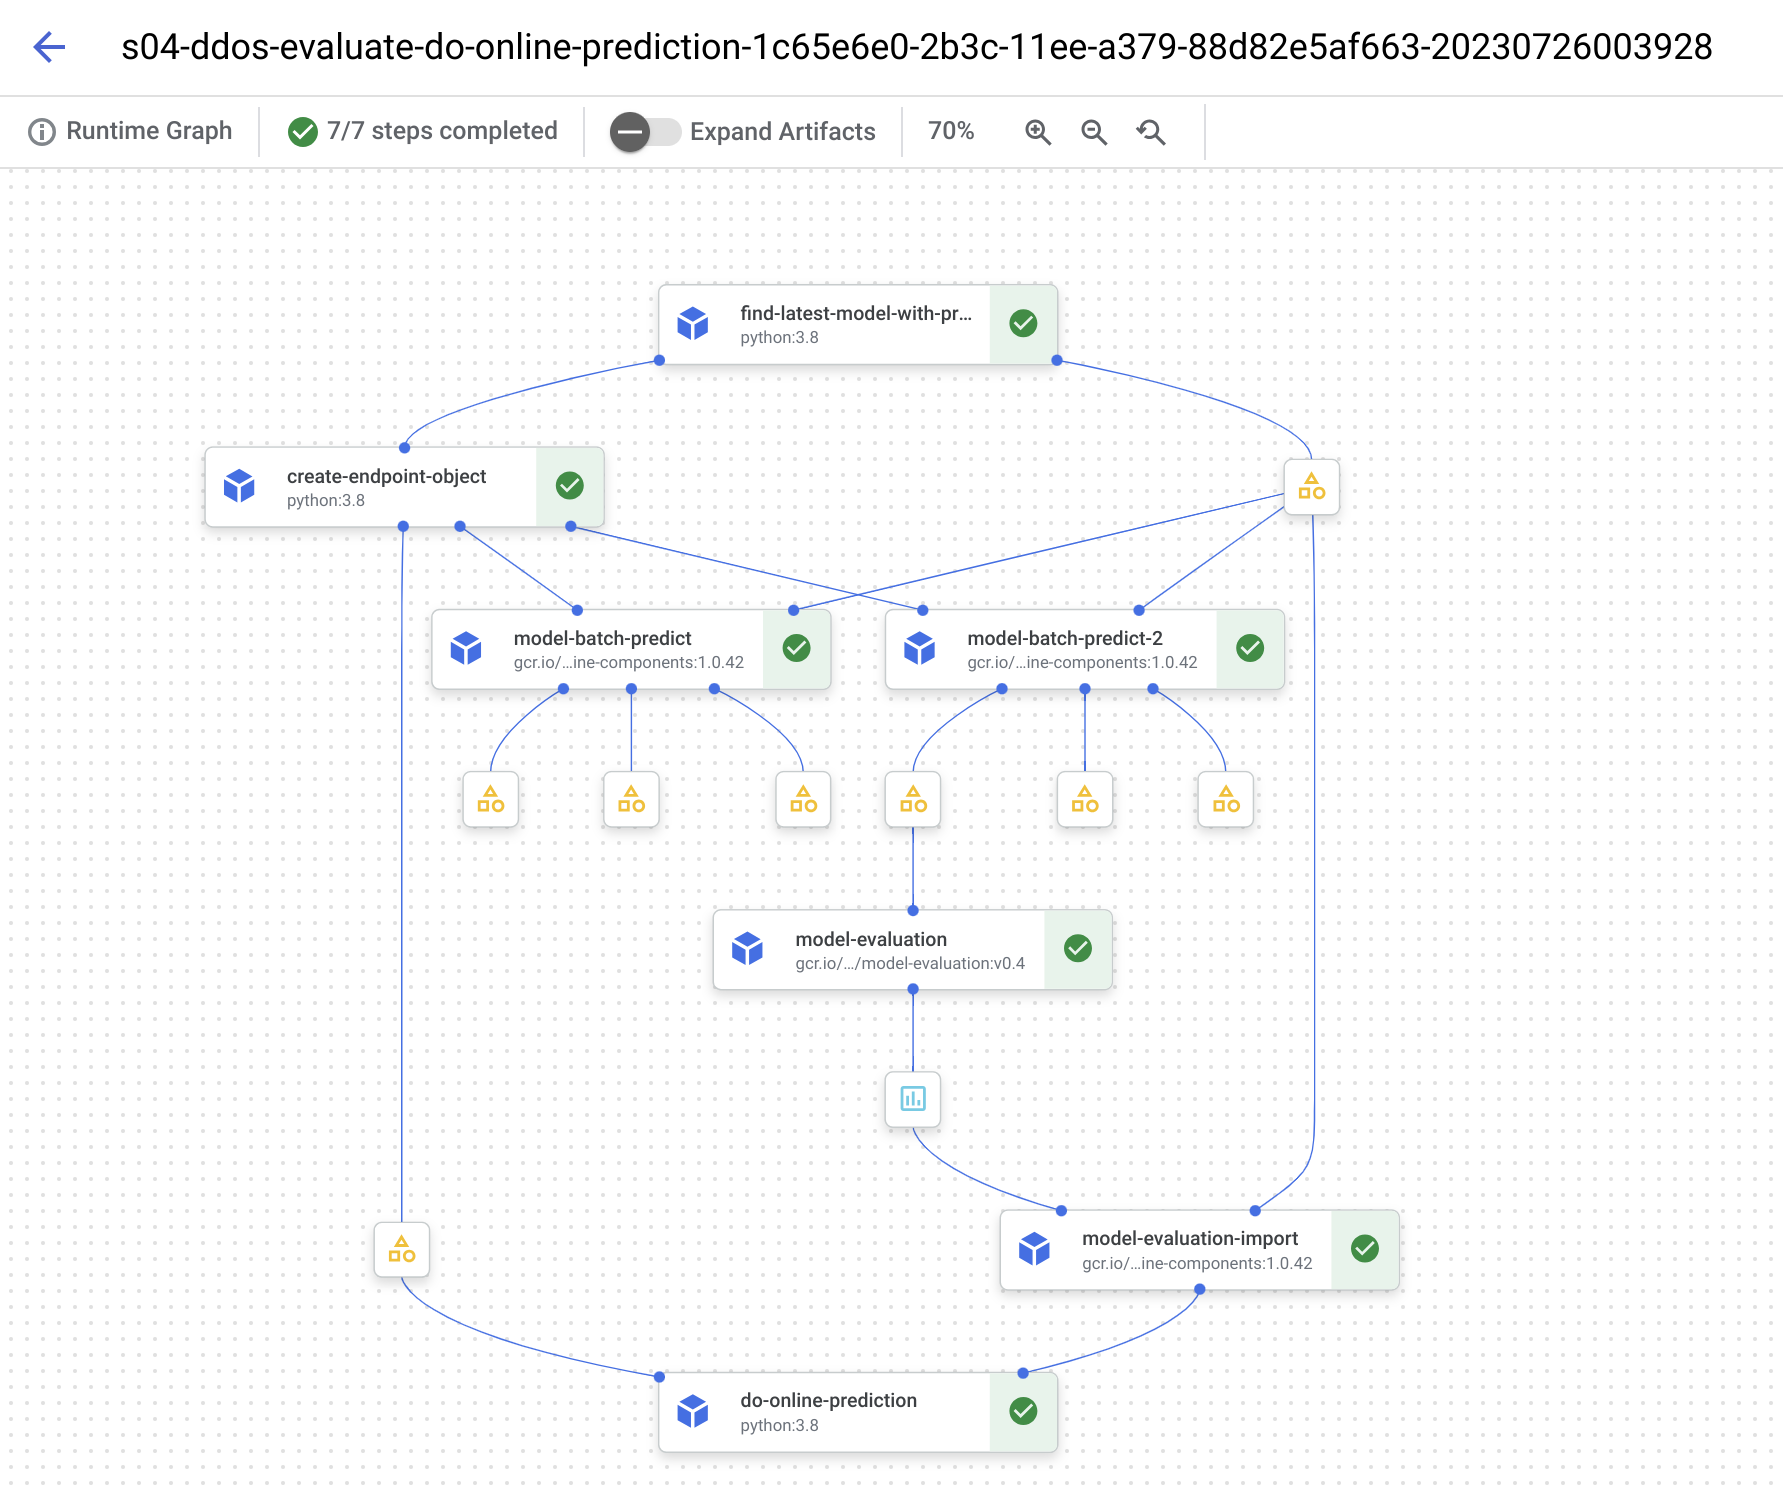 s04-ddos-evaluate-do-online-prediction-1c65e6e0-2b3c-11ee-a379-88d82e5af663-20230726003928
Runtime Graph
7/7 steps completed
Expand Artifacts
70%
find-latest-model-with-pr...
python:3.8
create-endpoint-object
python:3.8
model-batch-predict
gcr.io/...ine-components:1.0.42
model-batch-predict-2
gcr.io/...ine-components:1.0.42
model-evaluation
gcr.io/.../model-evaluation:v0.4
model-evaluation-import
gcr.io/...ine-components:1.0.42
do-online-prediction
python:3.8